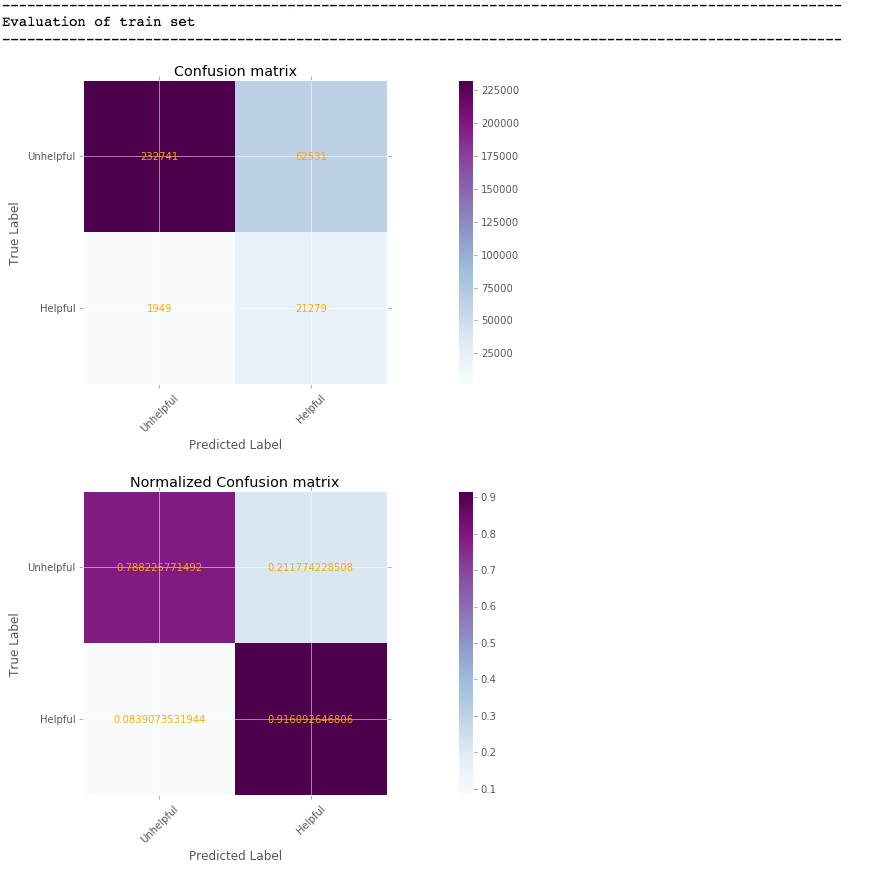 Evaluation of train set
Confusion matrix
225000
200000
175000
150000
125000
100000
75000
50000
25000
Unhelpful
232741
62531
Helpful
1949
21279
True Label
Unhelpful
Helpful
Predicted Label
Normalized Confusion matrix
0.9
0.8
0.7
0.6
0.5
0.4
0.3
0.2
0.1
Unhelpful
0.788225771492
0.211774228508
Helpful
0.0839073531944
0.916092646806
True Label
Unhelpful
Helpful
Predicted Label